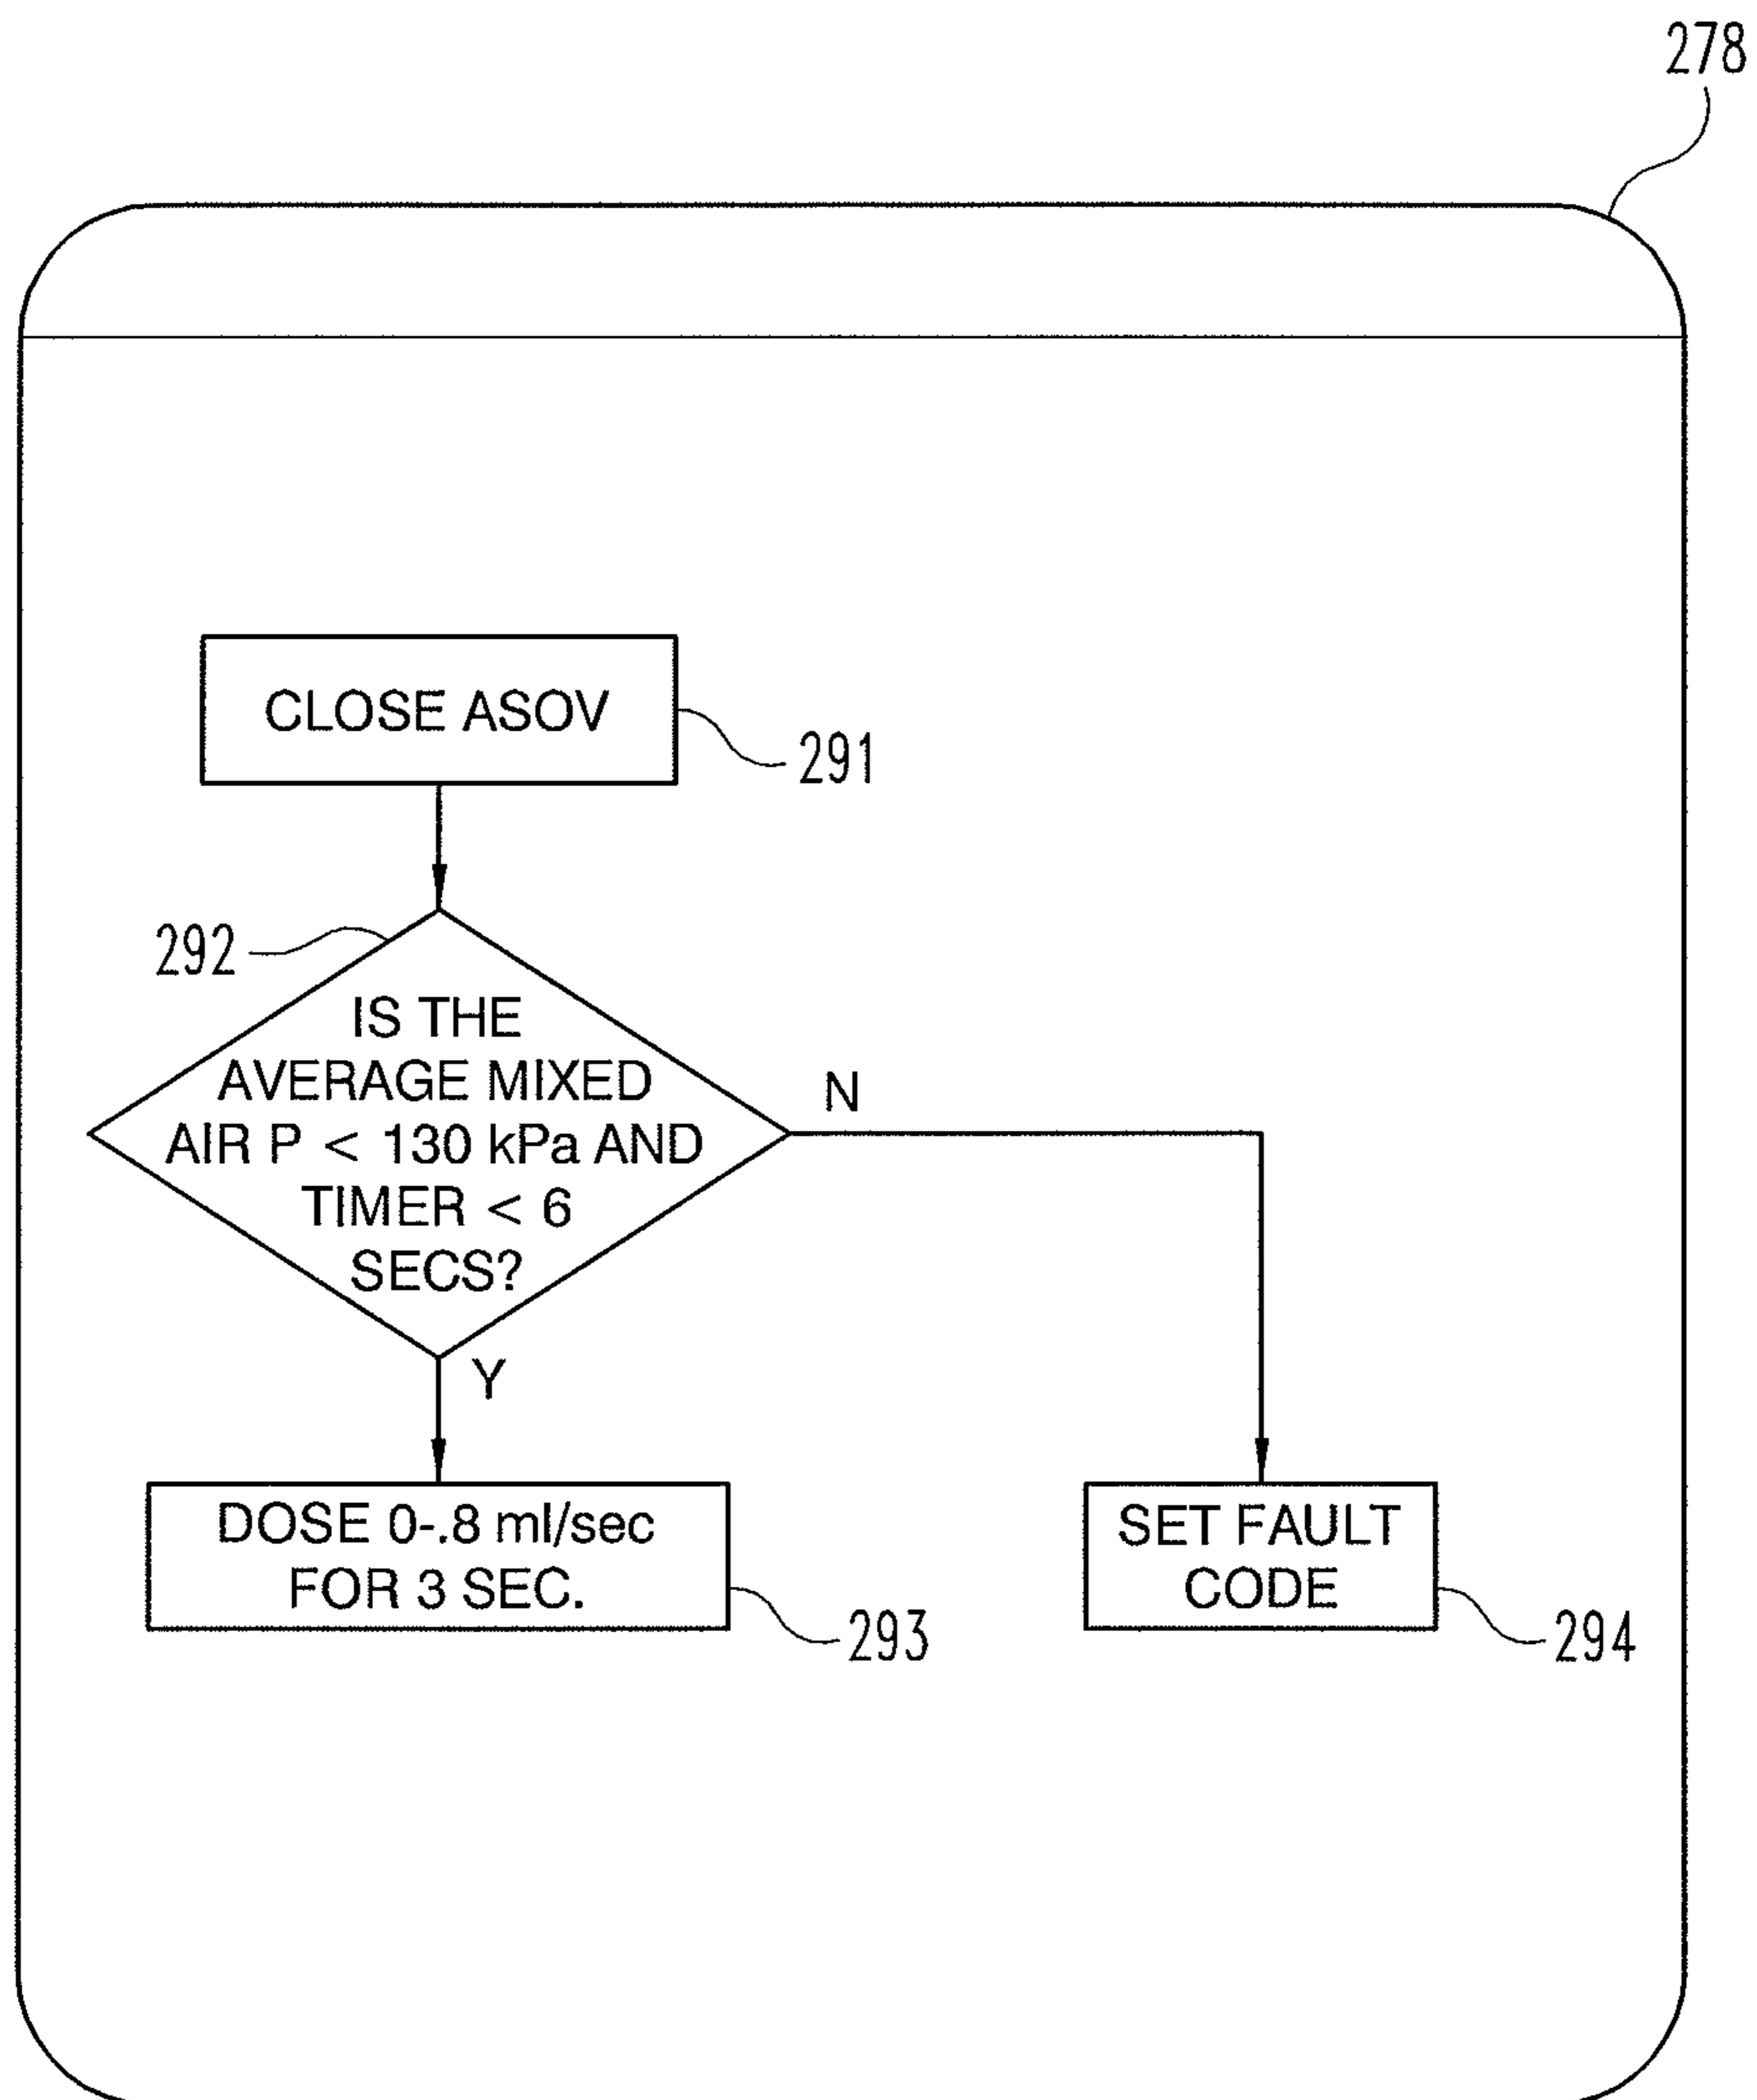 278
CLOSE ASOV
291
292
IS THE
AVERAGE MIXED
AIR P < 130 kPa AND
TIMER < 6
SECS?
N
Y
DOSE 0-.8 ml/sec
FOR 3 SEC.
293
SET FAULT
CODE
294